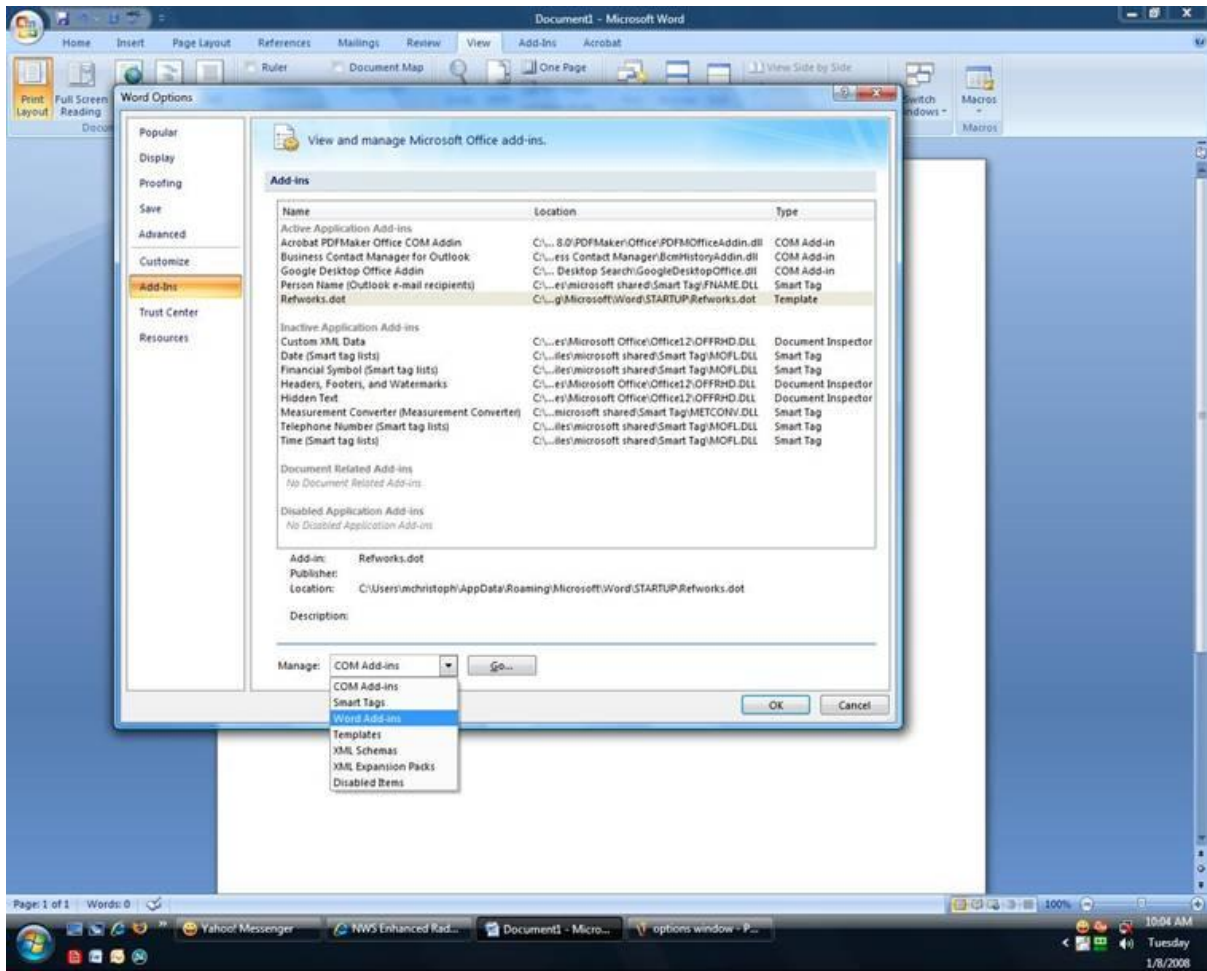 Document1 - Microsoft Word
Home Insert Page Layout References Mailings Review View Add-Ins Acrobat
Ruler Document Map One Page View Side by Side
Print Layout Full Screen Reading Switch Macros
Macros
Word Options
Popular
Display
Proofing
Save
Advanced
Customize
Add-Ins
Trust Center
Resources
View and manage Microsoft Office add-ins.
Add-ins
Name Location Type
Active Application Add-ins
Acrobat PDFMaker Office COM Addin C:\... 8.0\PDFMaker\Office\PDFMOfficeAddin.dll COM Add-in
Business Contact Manager for Outlook C:\...ess Contact Manager\BcmHistoryAddin.dll COM Add-in
Google Desktop Office Addin C:\... Desktop Search\GoogleDesktopOffice.dll COM Add-in
Person Name (Outlook e-mail recipients) C:\...es\microsoft shared\Smart Tag\FNAME.DLL Smart Tag
Refworks.dot C:\...g\Microsoft\Word\STARTUP\Refworks.dot Template
Inactive Application Add-ins
Custom XML Data C:\...es\Microsoft Office\Office12\OFFRHD.DLL Document Inspector
Date (Smart tag lists) C:\...iles\microsoft shared\Smart Tag\MOFL.DLL Smart Tag
Financial Symbol (Smart tag lists) C:\...iles\microsoft shared\Smart Tag\MOFL.DLL Smart Tag
Headers, Footers, and Watermarks C:\...es\Microsoft Office\Office12\OFFRHD.DLL Document Inspector
Hidden Text C:\...es\Microsoft Office\Office12\OFFRHD.DLL Document Inspector
Measurement Converter (Measurement Converter) C:\...microsoft shared\Smart Tag\METCONV.DLL Smart Tag
Telephone Number (Smart tag lists) C:\...iles\microsoft shared\Smart Tag\MOFL.DLL Smart Tag
Time (Smart tag lists) C:\...iles\microsoft shared\Smart Tag\MOFL.DLL Smart Tag
Document Related Add-ins
No Document Related Add-ins
Disabled Application Add-ins
No Disabled Application Add-ins
Add-in: Refworks.dot
Publisher:
Location: C:\Users\mchristoph\AppData\Roaming\Microsoft\Word\STARTUP\Refworks.dot
Description:
Manage: COM Add-ins Go...
COM Add-ins
Smart Tags
Word Add-ins
Templates
XML Schemas
XML Expansion Packs
Disabled Items
OK Cancel
Page: 1 of 1 Words: 0 100%
Yahoo! Messenger NWS Enhanced Rad... Document1 - Micro... options window - P...
10:04 AM
Tuesday
1/8/2008